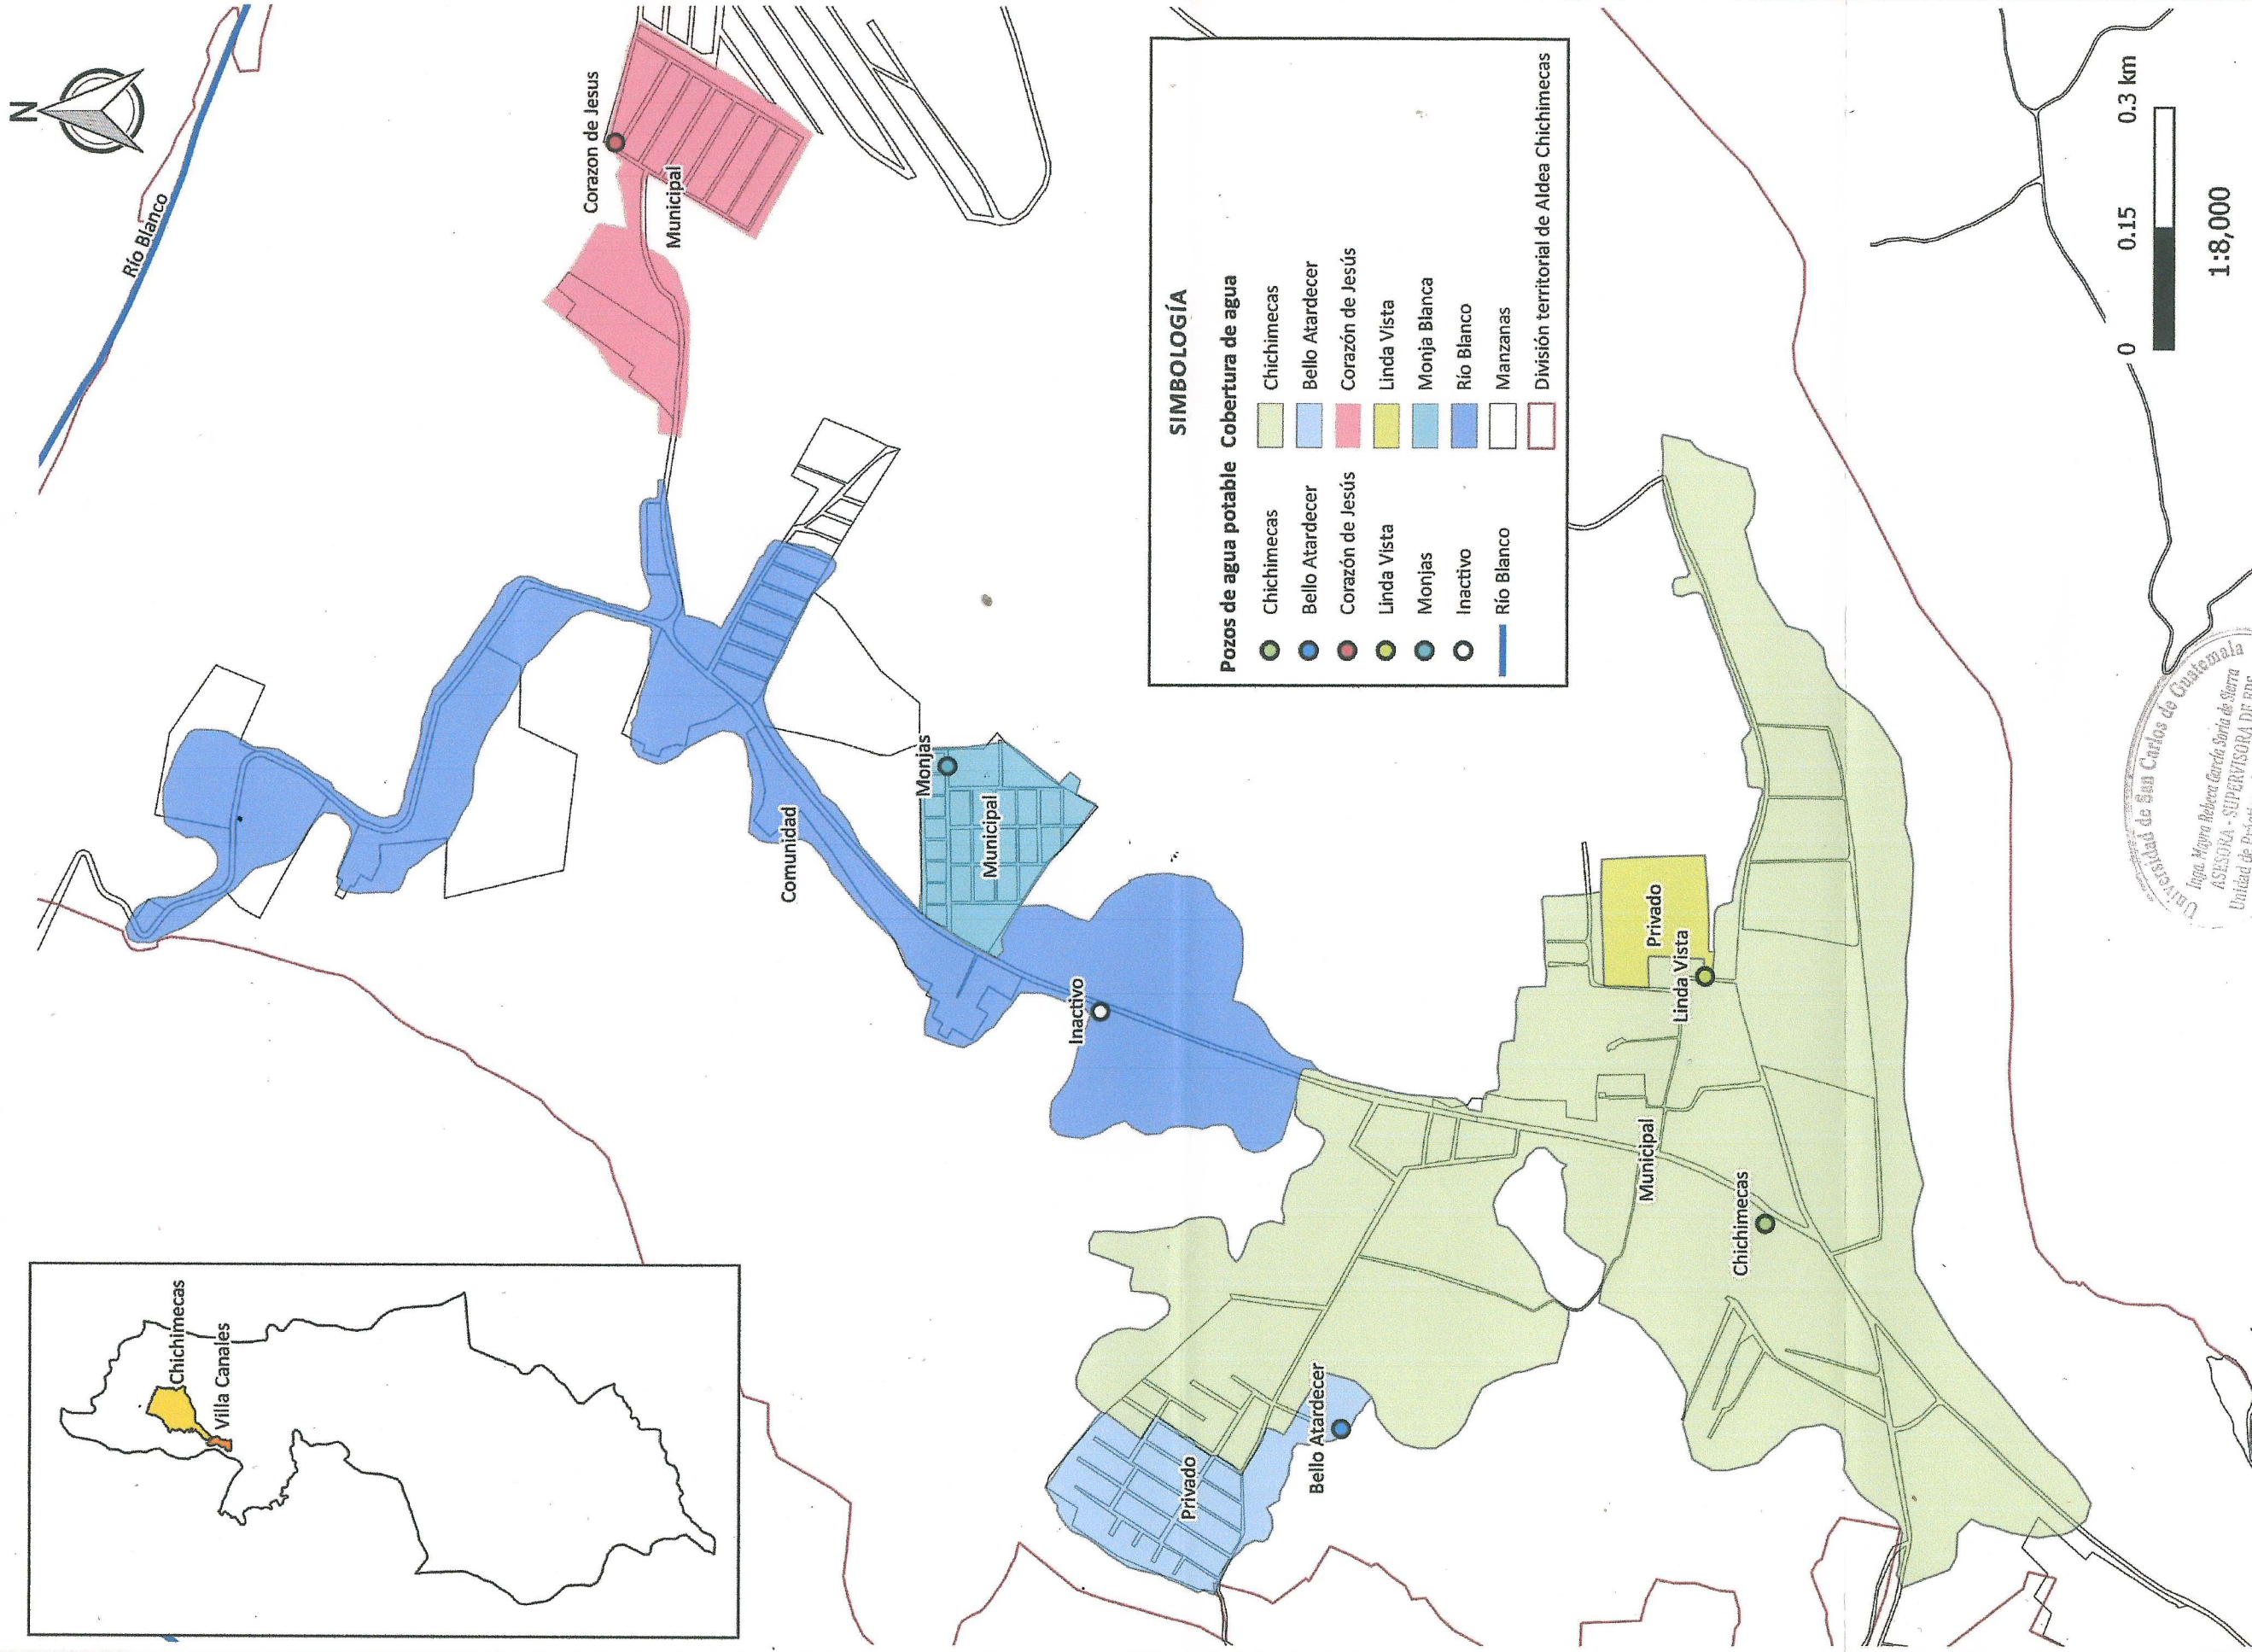 N
Río Blanco
Corazon de Jesus
Municipal
Comunidad
Monjas
Municipal
Inactivo
Privado
Bello Atardecer
Linda Vista
Privado
Municipal
Chichimecas
Chichimecas
Villa Canales
SIMBOLOGÍA
Pozos de agua potable
Chichimecas
Bello Atardecer
Corazón de Jesús
Linda Vista
Monjas
Inactivo
Río Blanco
Cobertura de agua
Chichimecas
Bello Atardecer
Corazón de Jesús
Linda Vista
Monja Blanca
Río Blanco
Manzanas
División territorial de Aldea Chichimecas
0 0.15 0.3 km
1:8,000
Universidad de San Carlos de Guatemala
Inga. Mayra Rebeca García Soria de Sierra
ASESORA - SUPERVISORA DE EPS
Unidad de